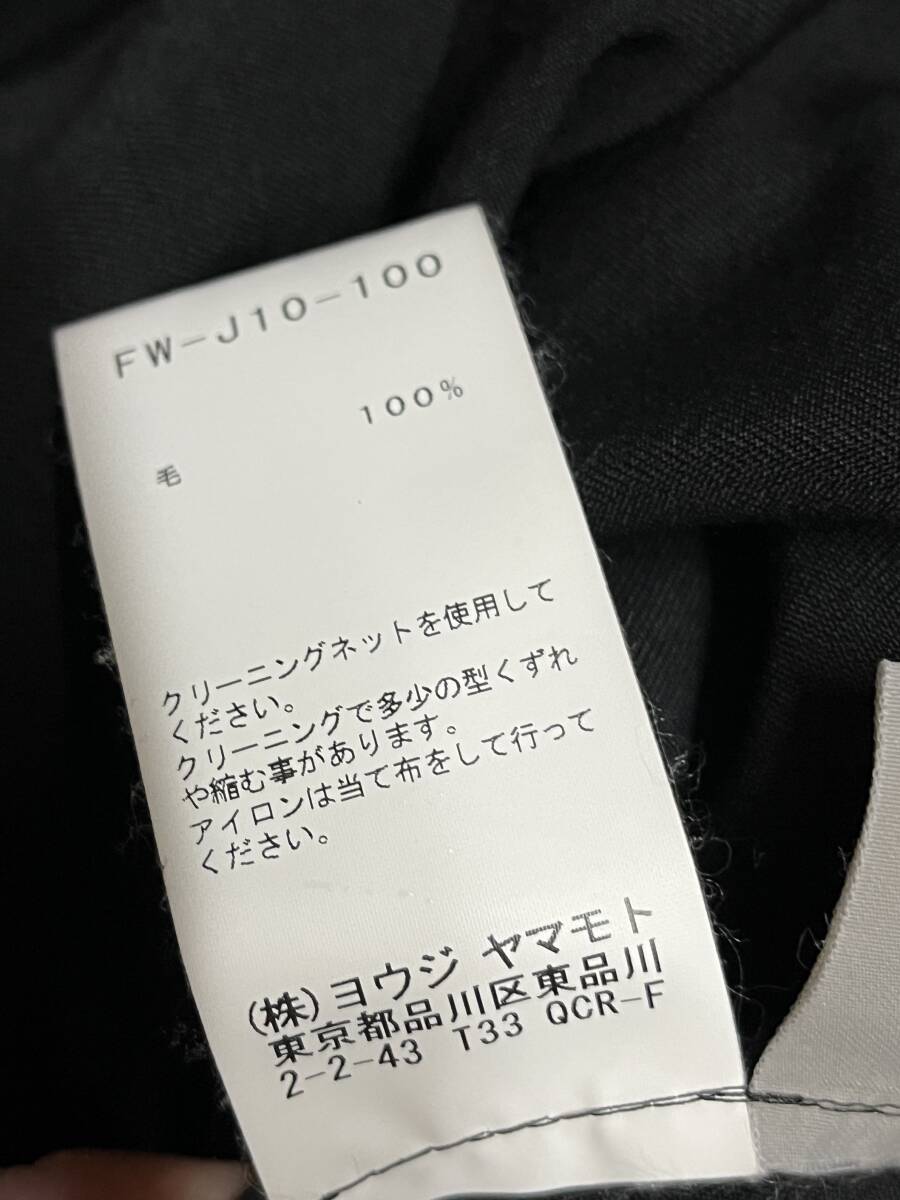 FW-J10-100
毛 100%
クリーニングネットを使用して
ください。
クリーニングで多少の型くずれ
や縮む事があります。
アイロンは当て布をして行って
ください。
(株)ヨウジ ヤマモト
東京都品川区東品川
2-2-43 T33 QCR-F